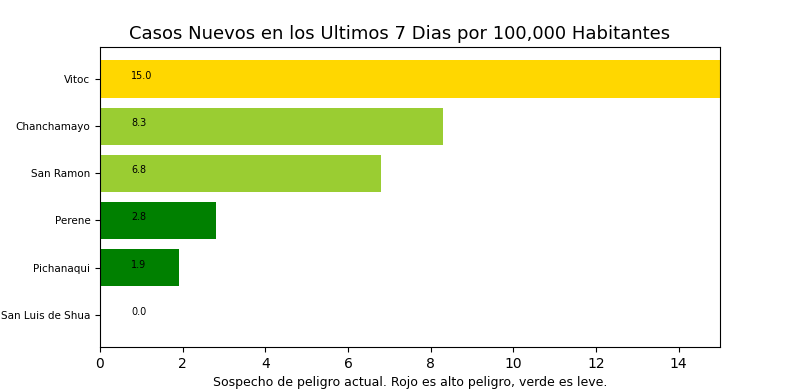 Casos Nuevos en los Ultimos 7 Dias por 100,000 Habitantes
Vitoc 15.0
Chanchamayo 8.3
San Ramon 6.8
Perene 2.8
Pichanaqui 1.9
San Luis de Shua 0.0
0 2 4 6 8 10 12 14
Sospecho de peligro actual. Rojo es alto peligro, verde es leve.